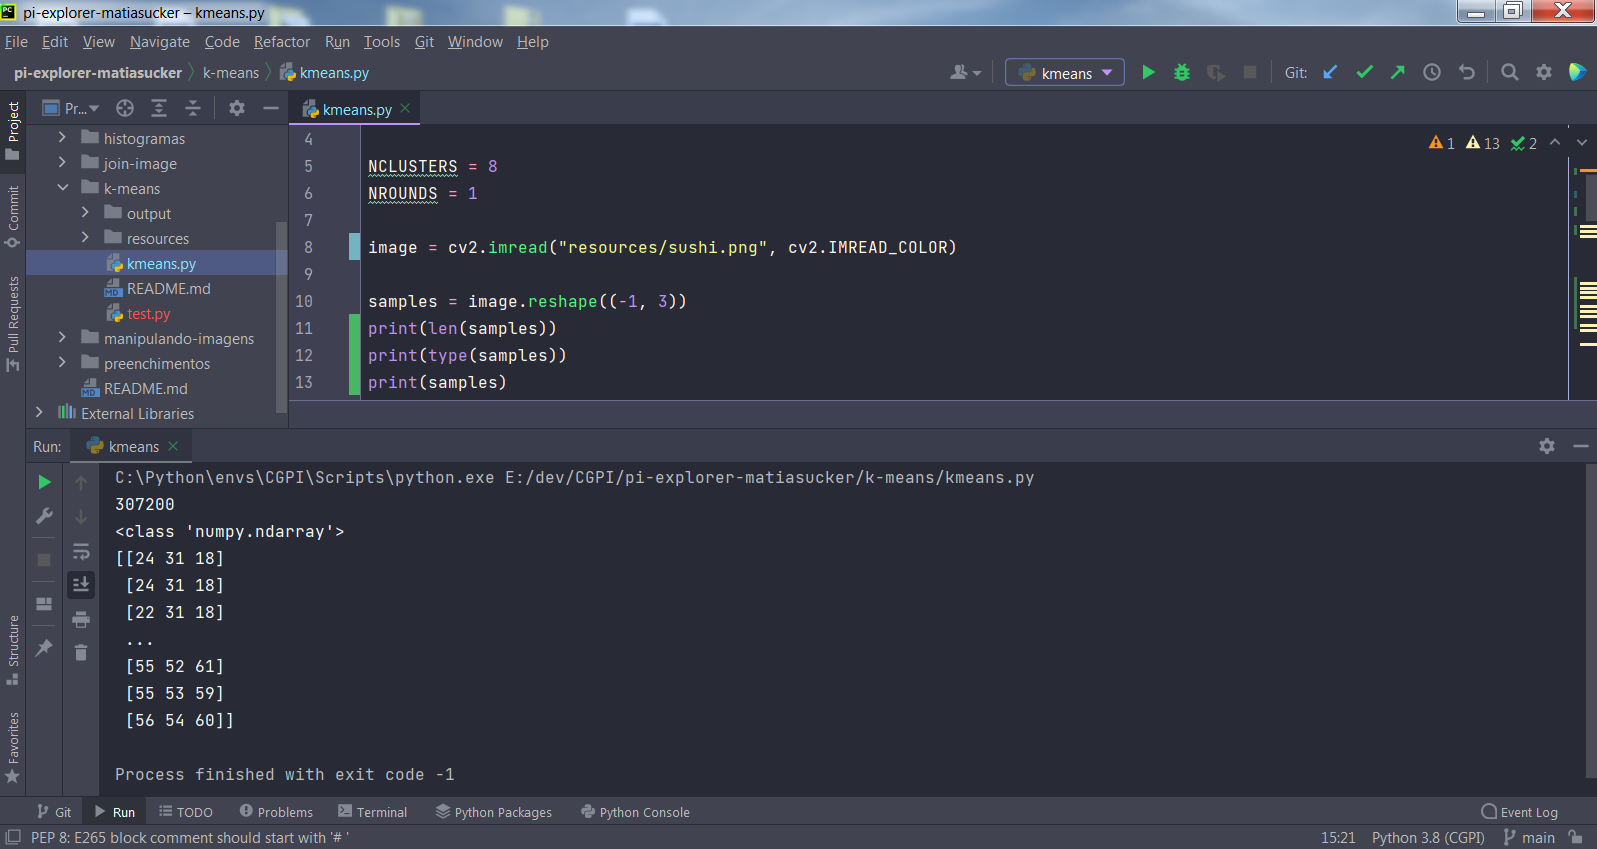 pi-explorer-matiasucker – kmeans.py
File Edit View Navigate Code Refactor Run Tools Git Window Help
pi-explorer-matiasucker k-means kmeans.py
kmeans Git:
Project
Commit
Pull Requests
Structure
Favorites
Pr...
histogramas
join-image
k-means
output
resources
kmeans.py
README.md
test.py
manipulando-imagens
preenchimentos
README.md
External Libraries
kmeans.py
1 13 2
4
5 NCLUSTERS = 8
6 NROUNDS = 1
7
8 image = cv2.imread("resources/sushi.png", cv2.IMREAD_COLOR)
9
10 samples = image.reshape((-1, 3))
11 print(len(samples))
12 print(type(samples))
13 print(samples)
Run: kmeans
C:\Python\envs\CGPI\Scripts\python.exe E:/dev/CGPI/pi-explorer-matiasucker/k-means/kmeans.py
307200
<class 'numpy.ndarray'>
[[24 31 18]
[24 31 18]
[22 31 18]
...
[55 52 61]
[55 53 59]
[56 54 60]]
Process finished with exit code -1
Git Run TODO Problems Terminal Python Packages Python Console Event Log
PEP 8: E265 block comment should start with '# ' 15:21 Python 3.8 (CGPI) main